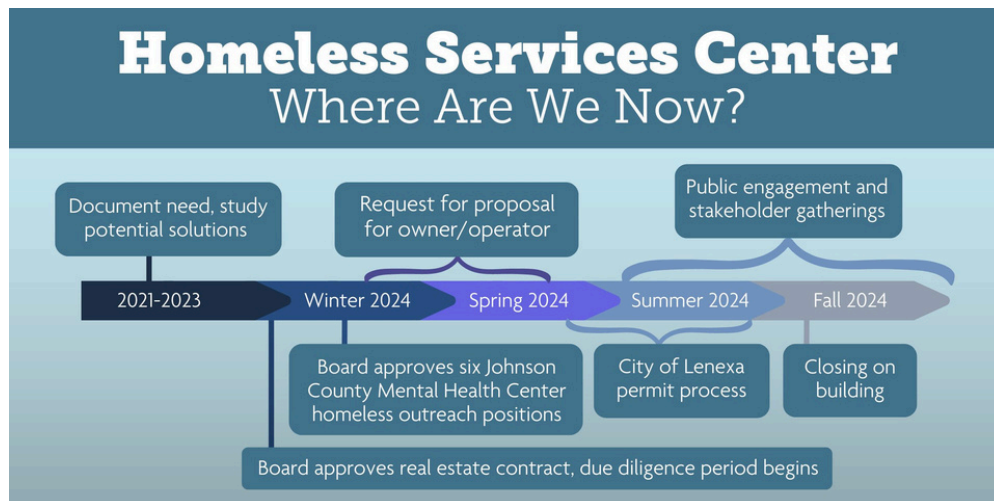 Homeless Services Center
Where Are We Now?
Document need, study
potential solutions
Request for proposal
for owner/operator
Public engagement and
stakeholder gatherings
2021-2023
Winter 2024
Spring 2024
Summer 2024
Fall 2024
Board approves six Johnson
County Mental Health Center
homeless outreach positions
City of Lenexa
permit process
Closing on
building
Board approves real estate contract, due diligence period begins